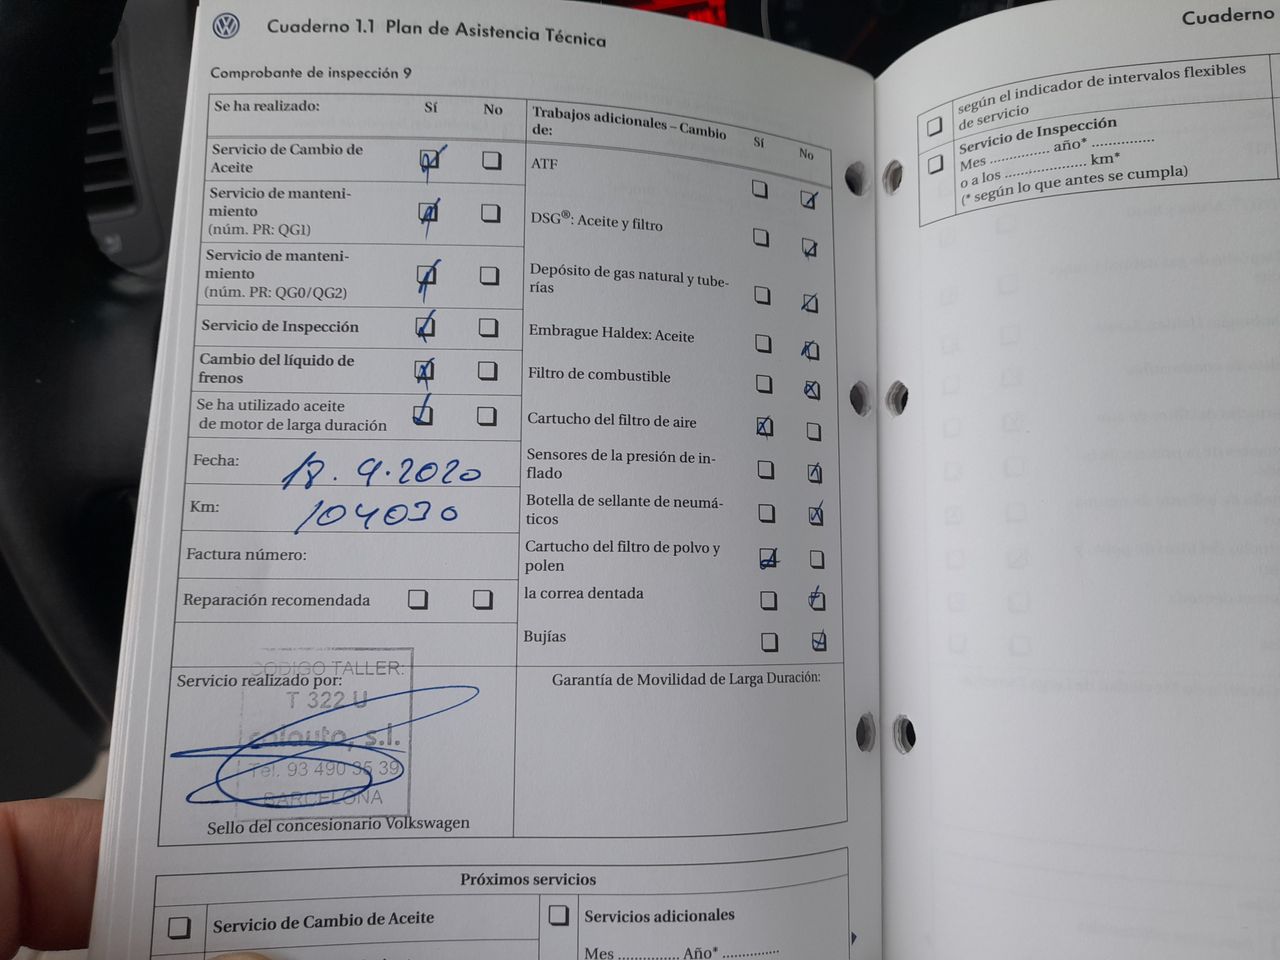 Cuaderno 1.1 Plan de Asistencia Técnica
Comprobante de inspección 9
Se ha realizado: Sí No
Servicio de Cambio de
Aceite
Servicio de manteni-
miento
(núm. PR: QG1)
Servicio de manteni-
miento
(núm. PR: QG0/QG2)
Servicio de Inspección
Cambio del líquido de
frenos
Se ha utilizado aceite
de motor de larga duración
Fecha: 18.9.2020
Km: 104030
Factura número:
Reparación recomendada
CODIGO TALLER:
Servicio realizado por:
T 322 U
Tel. 93 490 35 39
BARCELONA
Sello del concesionario Volkswagen
Trabajos adicionales – Cambio
de: Sí No
ATF
DSG®: Aceite y filtro
Depósito de gas natural y tube-
rías
Embrague Haldex: Aceite
Filtro de combustible
Cartucho del filtro de aire
Sensores de la presión de in-
flado
Botella de sellante de neumá-
ticos
Cartucho del filtro de polvo y
polen
la correa dentada
Bujías
Garantía de Movilidad de Larga Duración:
Próximos servicios
Servicio de Cambio de Aceite
Servicios adicionales
Mes .............. Año* ..............
Cuaderno
según el indicador de intervalos flexibles
de servicio
Servicio de Inspección
Mes .............. año* ..............
o a los .................... km*
(* según lo que antes se cumpla)